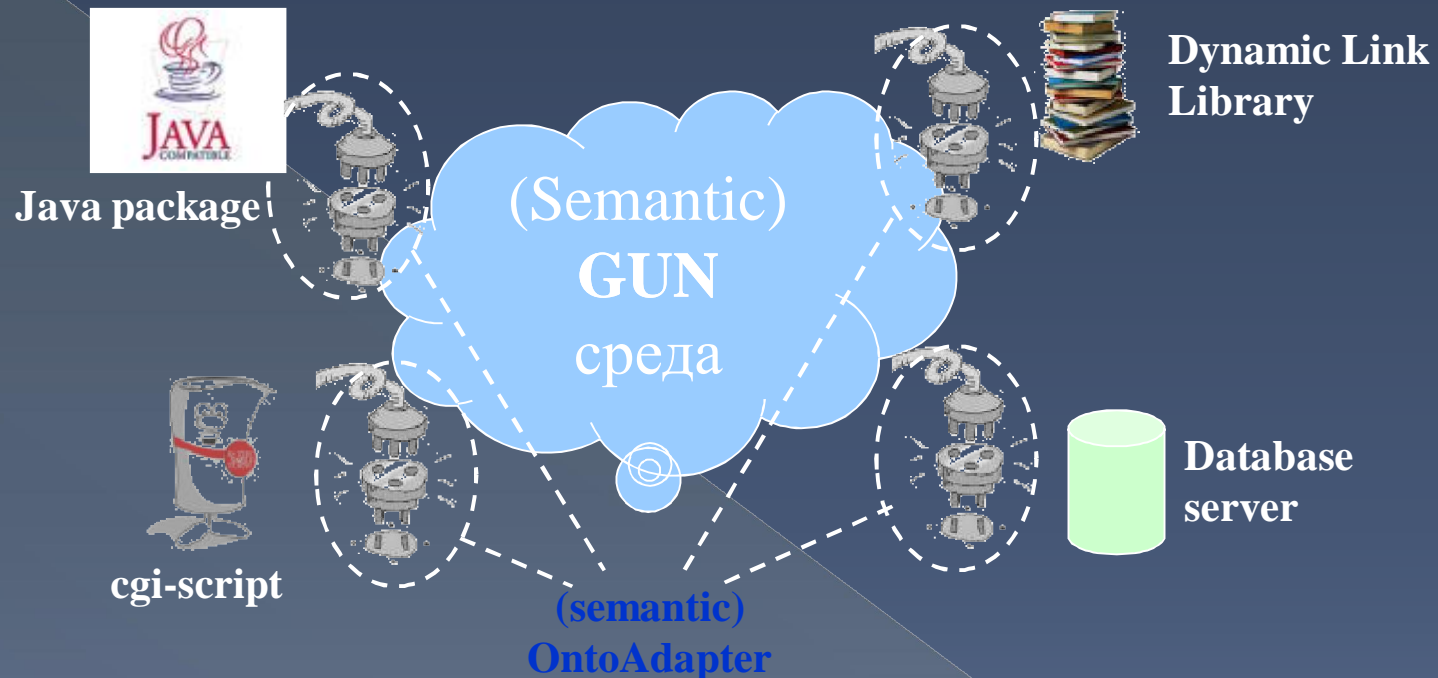 JAVA
COMPATIBLE
Java package
Dynamic Link
Library
(Semantic)
GUN
среда
cgi-script
Database
server
(semantic)
OntoAdapter